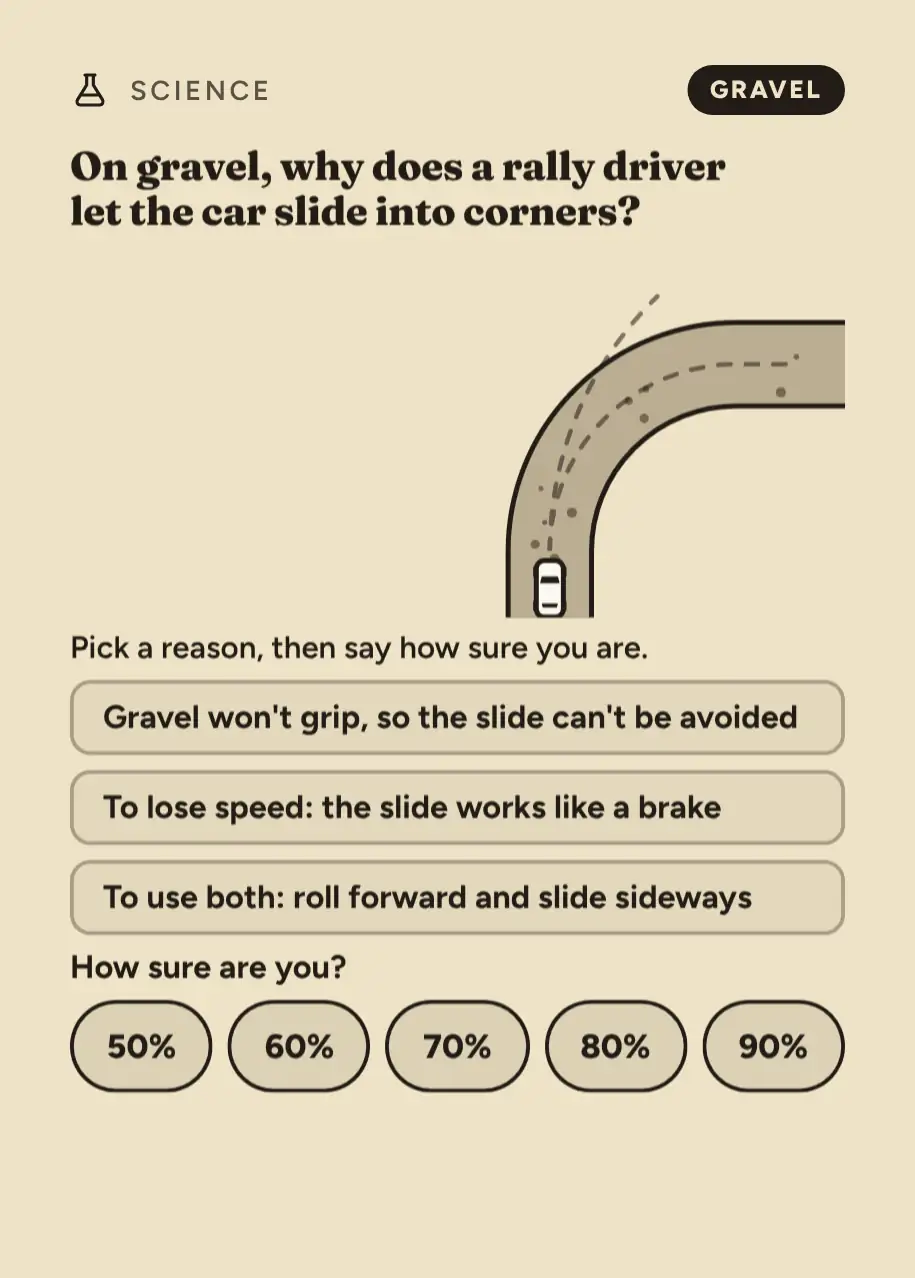 SCIENCE
GRAVEL
On gravel, why does a rally driver
let the car slide into corners?
Pick a reason, then say how sure you are.
Gravel won't grip, so the slide can't be avoided
To lose speed: the slide works like a brake
To use both: roll forward and slide sideways
How sure are you?
50%
60%
70%
80%
90%